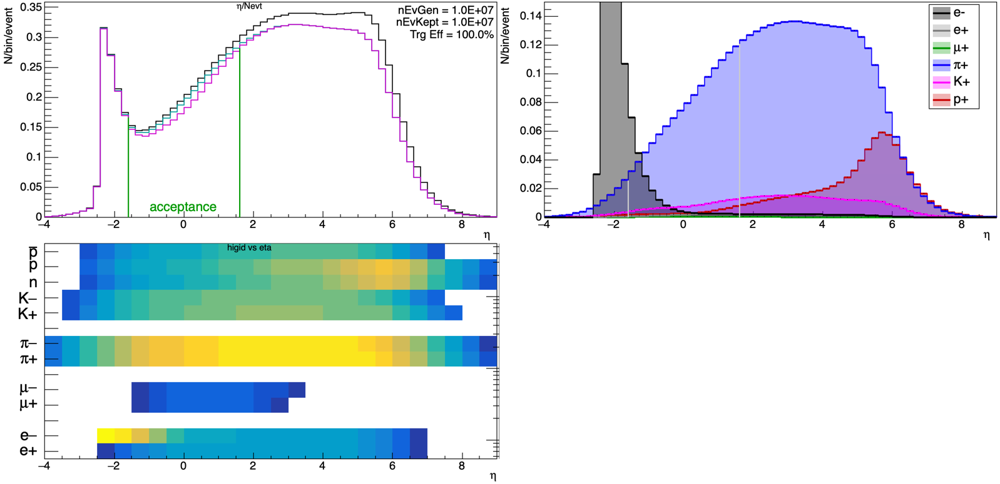 η/Nevt
nEvGen = 1.0E+07
nEvKept = 1.0E+07
Trg Eff = 100.0%
N/bin/event
0.35
0.3
0.25
0.2
0.15
0.1
0.05
0
acceptance
−4 −2 0 2 4 6 8
η
N/bin/event
0.14
0.12
0.1
0.08
0.06
0.04
0.02
0
e-
e+
μ+
π+
K+
p+
−4 −2 0 2 4 6 8
η
higid vs eta
p̅
p
n
K−
K+
π−
π+
μ−
μ+
e−
e+
−4 −2 0 2 4 6 8
η